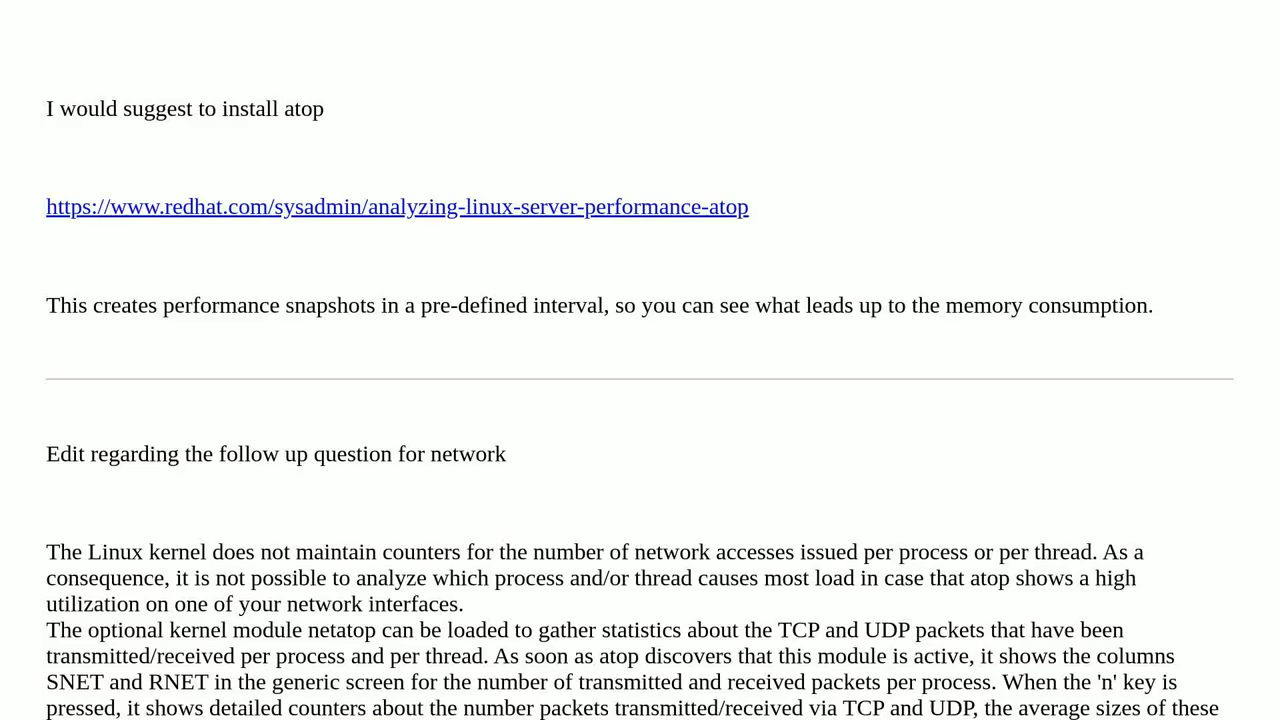 I would suggest to install atop
https://www.redhat.com/sysadmin/analyzing-linux-server-performance-atop
This creates performance snapshots in a pre-defined interval, so you can see what leads up to the memory consumption.
Edit regarding the follow up question for network
The Linux kernel does not maintain counters for the number of network accesses issued per process or per thread. As a
consequence, it is not possible to analyze which process and/or thread causes most load in case that atop shows a high
utilization on one of your network interfaces.
The optional kernel module netatop can be loaded to gather statistics about the TCP and UDP packets that have been
transmitted/received per process and per thread. As soon as atop discovers that this module is active, it shows the columns
SNET and RNET in the generic screen for the number of transmitted and received packets per process. When the 'n' key is
pressed, it shows detailed counters about the number packets transmitted/received via TCP and UDP, the average sizes of these